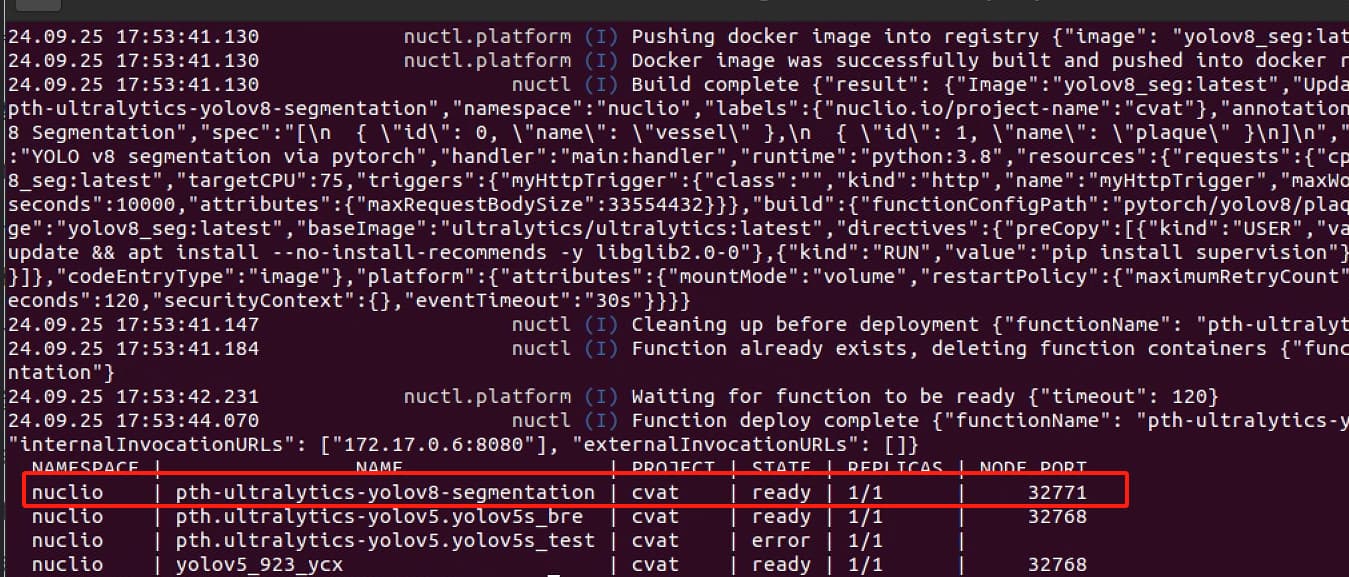 24.09.25 17:53:41.130 nuctl.platform (I) Pushing docker image into registry {"image": "yolov8_seg:lat
24.09.25 17:53:41.130 nuctl.platform (I) Docker image was successfully built and pushed into docker r
24.09.25 17:53:41.130 nuctl (I) Build complete {"result": {"Image":"yolov8_seg:latest","Upda
pth-ultralytics-yolov8-segmentation","namespace":"nuclio","labels":{"nuclio.io/project-name":"cvat"},"annotation
8 Segmentation","spec":"[\n  { \"id\": 0, \"name\": \"vessel\" },\n  { \"id\": 1, \"name\": \"plaque\" }\n]\n","
:"YOLO v8 segmentation via pytorch","handler":"main:handler","runtime":"python:3.8","resources":{"requests":{"cp
8_seg:latest","targetCPU":75,"triggers":{"myHttpTrigger":{"class":"","kind":"http","name":"myHttpTrigger","maxWo
seconds":10000,"attributes":{"maxRequestBodySize":33554432}}},"build":{"functionConfigPath":"pytorch/yolov8/plaq
ge":"yolov8_seg:latest","baseImage":"ultralytics/ultralytics:latest","directives":{"preCopy":[{"kind":"USER","va
update && apt install --no-install-recommends -y libglib2.0-0"},{"kind":"RUN","value":"pip install supervision"}
}]},"codeEntryType":"image"},"platform":{"attributes":{"mountMode":"volume","restartPolicy":{"maximumRetryCount"
econds":120,"securityContext":{},"eventTimeout":"30s"}}}}
24.09.25 17:53:41.147 nuctl (I) Cleaning up before deployment {"functionName": "pth-ultralyt
24.09.25 17:53:41.184 nuctl (I) Function already exists, deleting function containers {"func
ntation"}
24.09.25 17:53:42.231 nuctl.platform (I) Waiting for function to be ready {"timeout": 120}
24.09.25 17:53:44.070 nuctl (I) Function deploy complete {"functionName": "pth-ultralytics-y
"internalInvocationURLs": ["172.17.0.6:8080"], "externalInvocationURLs": []}
NAMESPACE | NAME | PROJECT | STATE | REPLICAS | NODE PORT
nuclio | pth-ultralytics-yolov8-segmentation | cvat | ready | 1/1 | 32771
nuclio | pth.ultralytics-yolov5.yolov5s_bre | cvat | ready | 1/1 | 32768
nuclio | pth.ultralytics-yolov5.yolov5s_test | cvat | error | 1/1 |
nuclio | yolov5_923_ycx | cvat | ready | 1/1 | 32768